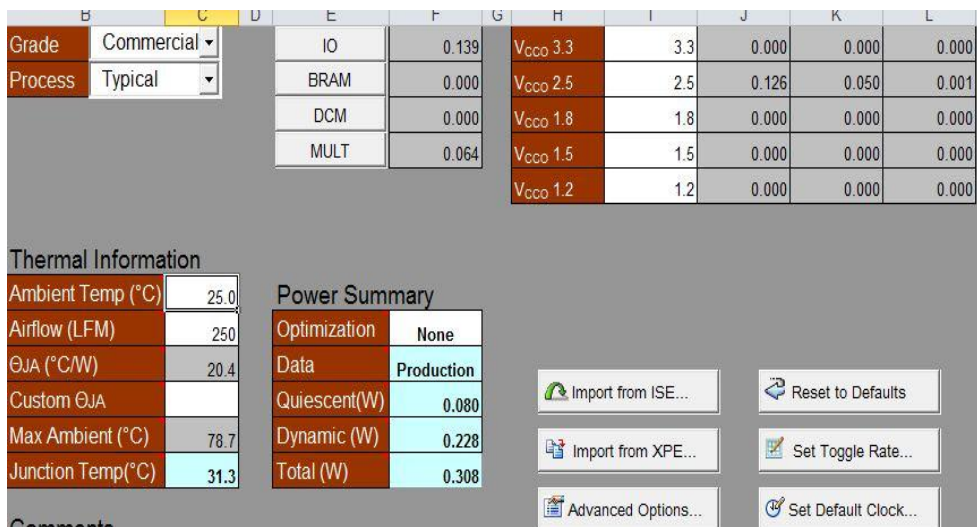 B C D E F G H I J K L
Grade Commercial IO 0.139 VCCO 3.3 3.3 0.000 0.000 0.000
Process Typical BRAM 0.000 VCCO 2.5 2.5 0.126 0.050 0.001
DCM 0.000 VCCO 1.8 1.8 0.000 0.000 0.000
MULT 0.064 VCCO 1.5 1.5 0.000 0.000 0.000
VCCO 1.2 1.2 0.000 0.000 0.000
Thermal Information
Ambient Temp (°C) 25.0
Airflow (LFM) 250
ΘJA (°C/W) 20.4
Custom ΘJA
Max Ambient (°C) 78.7
Junction Temp(°C) 31.3
Power Summary
Optimization None
Data Production
Quiescent(W) 0.080
Dynamic (W) 0.228
Total (W) 0.308
Import from ISE... Reset to Defaults
Import from XPE... Set Toggle Rate...
Advanced Options... Set Default Clock...
Comments